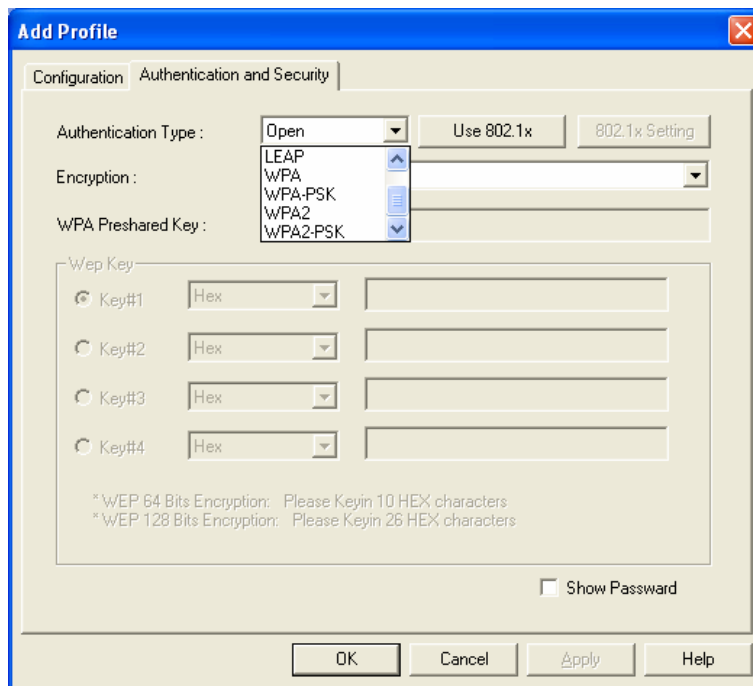 Add Profile
Configuration
Authentication and Security
Authentication Type :
Open
Use 802.1x
802.1x Setting
LEAP
WPA
WPA-PSK
WPA2
WPA2-PSK
Encryption :
WPA Preshared Key :
Wep Key
Key#1
Hex
Key#2
Hex
Key#3
Hex
Key#4
Hex
* WEP 64 Bits Encryption: Please Keyin 10 HEX characters
* WEP 128 Bits Encryption: Please Keyin 26 HEX characters
Show Passward
OK
Cancel
Apply
Help